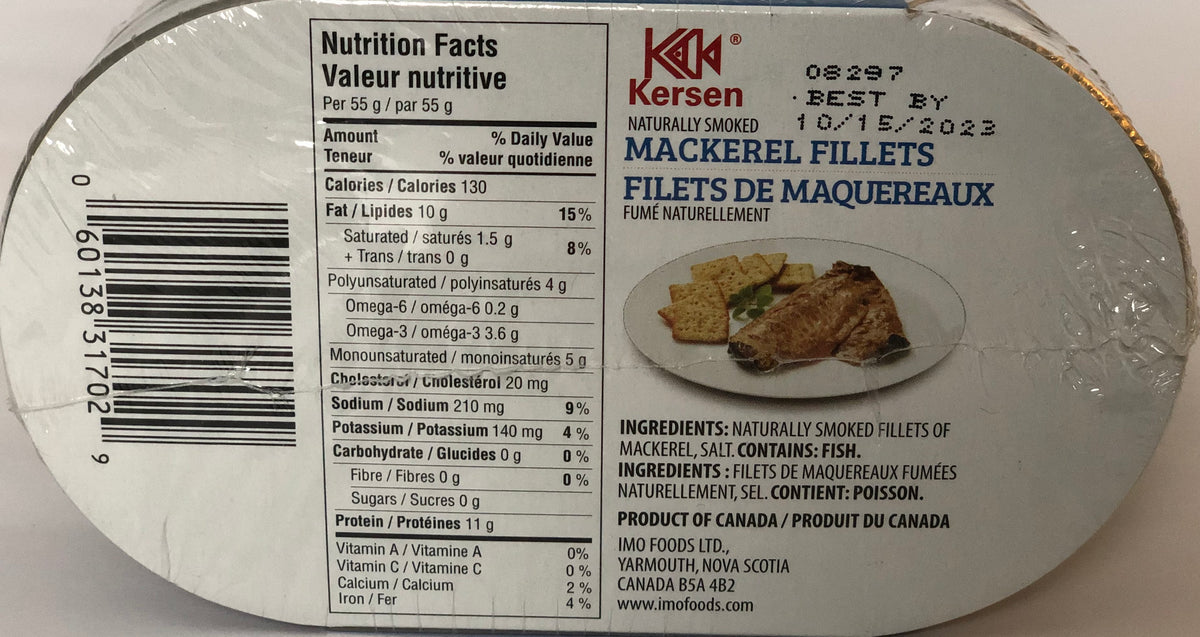 0 60138 31702 9
Nutrition Facts
Valeur nutritive
Per 55 g / par 55 g
Amount % Daily Value
Teneur % valeur quotidienne
Calories / Calories 130
Fat / Lipides 10 g 15%
Saturated / saturés 1.5 g
+ Trans / trans 0 g 8%
Polyunsaturated / polyinsaturés 4 g
Omega-6 / oméga-6 0.2 g
Omega-3 / oméga-3 3.6 g
Monounsaturated / monoinsaturés 5 g
Cholesterol / Cholestérol 20 mg
Sodium / Sodium 210 mg 9%
Potassium / Potassium 140 mg 4 %
Carbohydrate / Glucides 0 g 0 %
Fibre / Fibres 0 g 0 %
Sugars / Sucres 0 g
Protein / Protéines 11 g
Vitamin A / Vitamine A 0%
Vitamin C / Vitamine C 0 %
Calcium / Calcium 2 %
Iron / Fer 4 %
®
Kersen
08297
BEST BY
10/15/2023
NATURALLY SMOKED
MACKEREL FILLETS
FILETS DE MAQUEREAUX
FUMÉ NATURELLEMENT
INGREDIENTS: NATURALLY SMOKED FILLETS OF
MACKEREL, SALT. CONTAINS: FISH.
INGREDIENTS : FILETS DE MAQUEREAUX FUMÉES
NATURELLEMENT, SEL. CONTIENT: POISSON.
PRODUCT OF CANADA / PRODUIT DU CANADA
IMO FOODS LTD.,
YARMOUTH, NOVA SCOTIA
CANADA B5A 4B2
www.imofoods.com